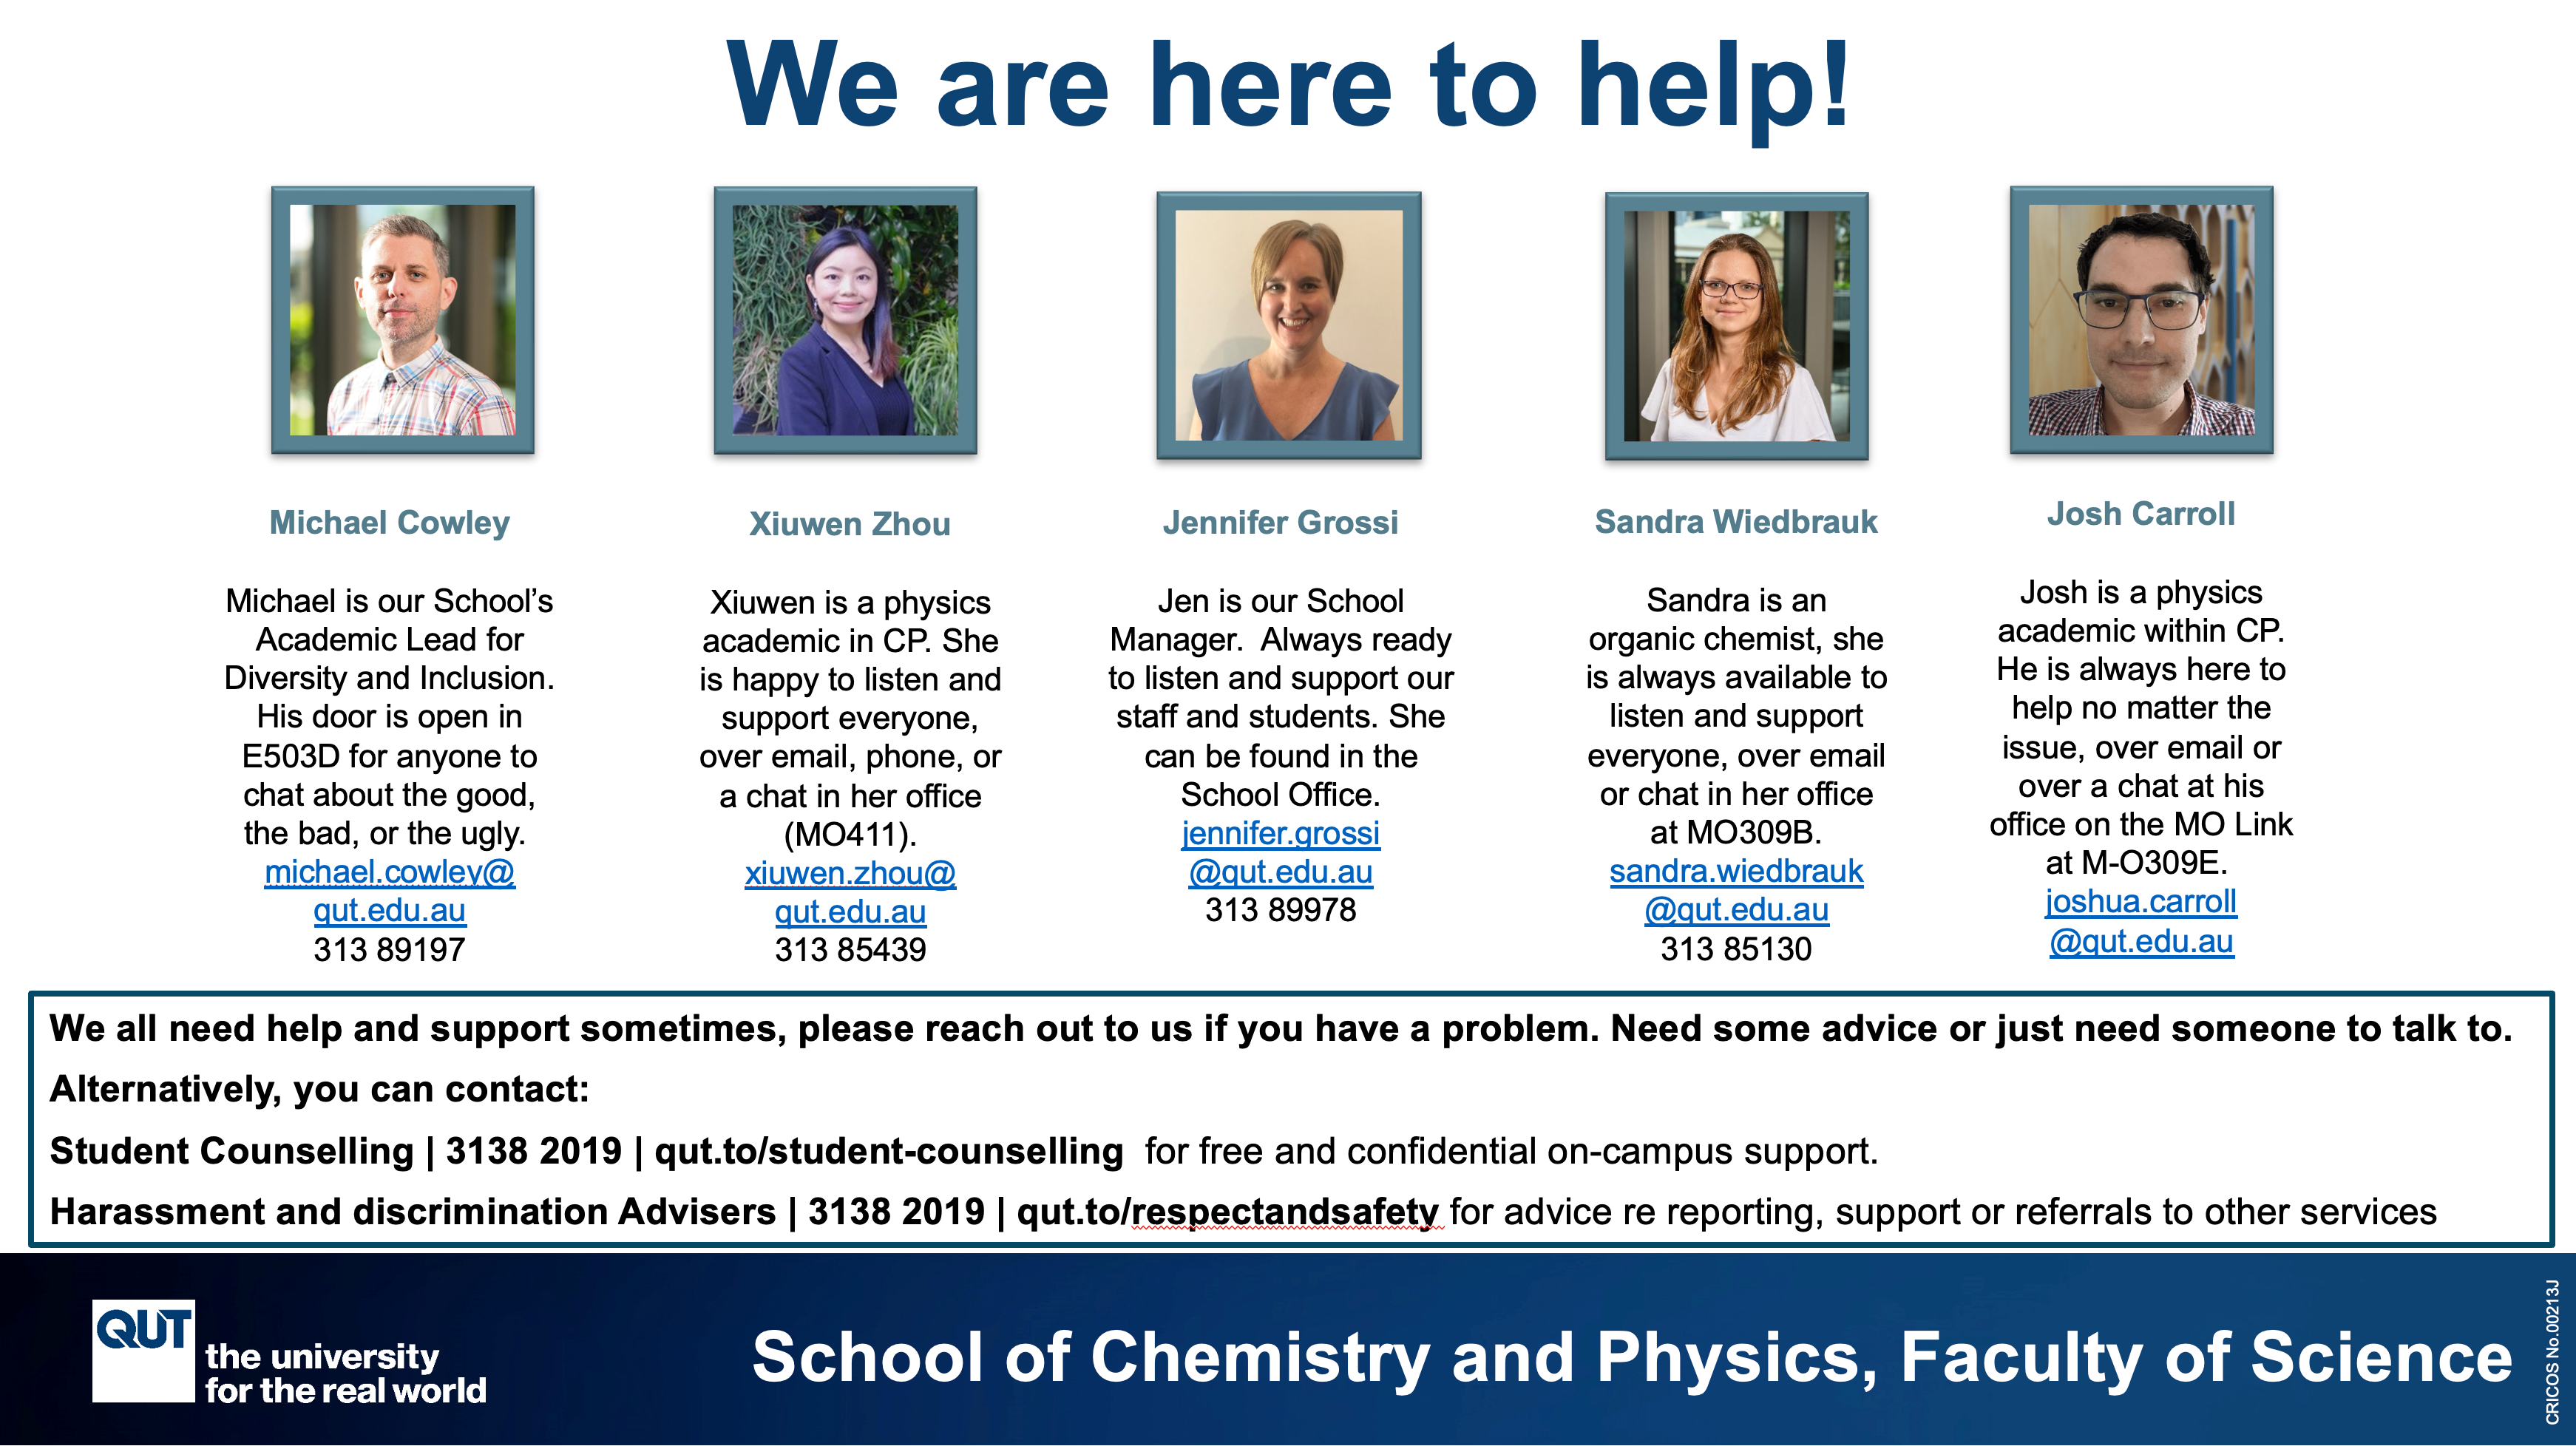 We are here to help!
Michael Cowley
Michael is our School’s
Academic Lead for
Diversity and Inclusion.
His door is open in
E503D for anyone to
chat about the good,
the bad, or the ugly.
michael.cowley@
qut.edu.au
313 89197
Xiuwen Zhou
Xiuwen is a physics
academic in CP. She
is happy to listen and
support everyone,
over email, phone, or
a chat in her office
(MO411).
xiuwen.zhou@
qut.edu.au
313 85439
Jennifer Grossi
Jen is our School
Manager.  Always ready
to listen and support our
staff and students. She
can be found in the
School Office.
jennifer.grossi
@qut.edu.au
313 89978
Sandra Wiedbrauk
Sandra is an
organic chemist, she
is always available to
listen and support
everyone, over email
or chat in her office
at MO309B.
sandra.wiedbrauk
@qut.edu.au
313 85130
Josh Carroll
Josh is a physics
academic within CP.
He is always here to
help no matter the
issue, over email or
over a chat at his
office on the MO Link
at M-O309E.
joshua.carroll
@qut.edu.au
We all need help and support sometimes, please reach out to us if you have a problem. Need some advice or just need someone to talk to.
Alternatively, you can contact:
Student Counselling | 3138 2019 | qut.to/student-counselling  for free and confidential on-campus support.
Harassment and discrimination Advisers | 3138 2019 | qut.to/respectandsafety for advice re reporting, support or referrals to other services
QUT
the university
for the real world
School of Chemistry and Physics, Faculty of Science
CRICOS No.00213J